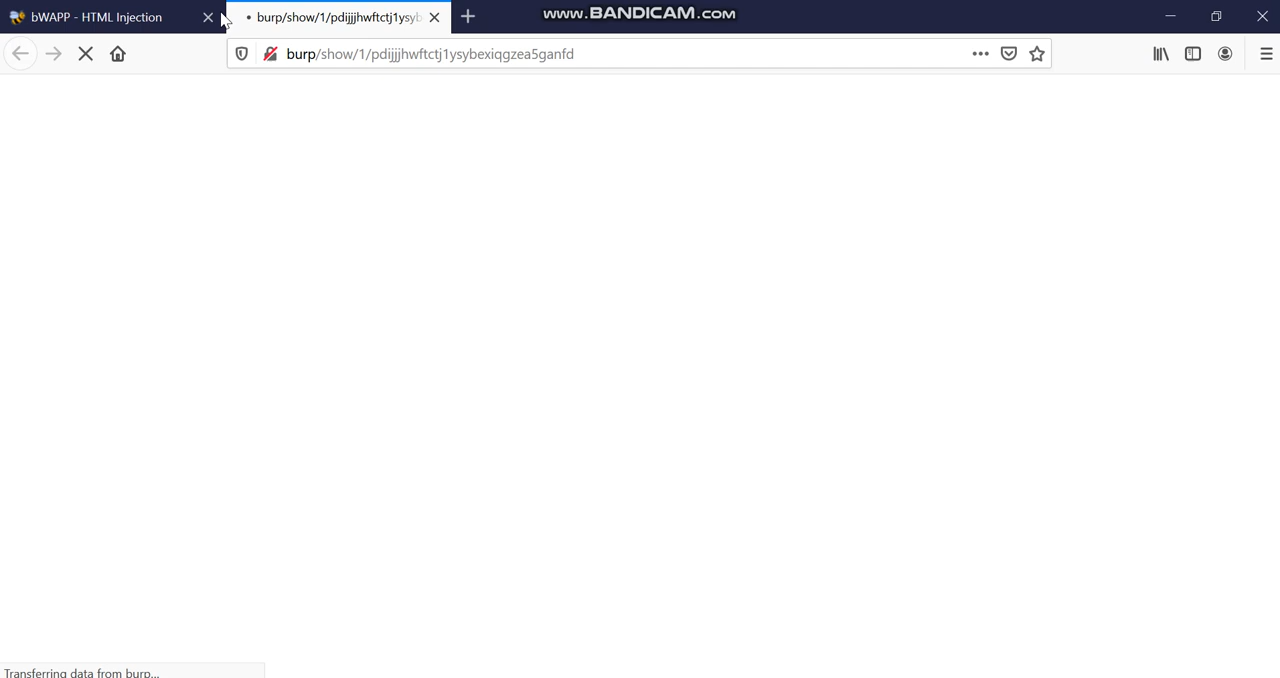 bWAPP - HTML Injection
burp/show/1/pdijjjhwftctj1ysyb
www.BANDICAM.com
burp/show/1/pdijjjhwftctj1ysybexiqgzea5ganfd
Transferring data from burp...